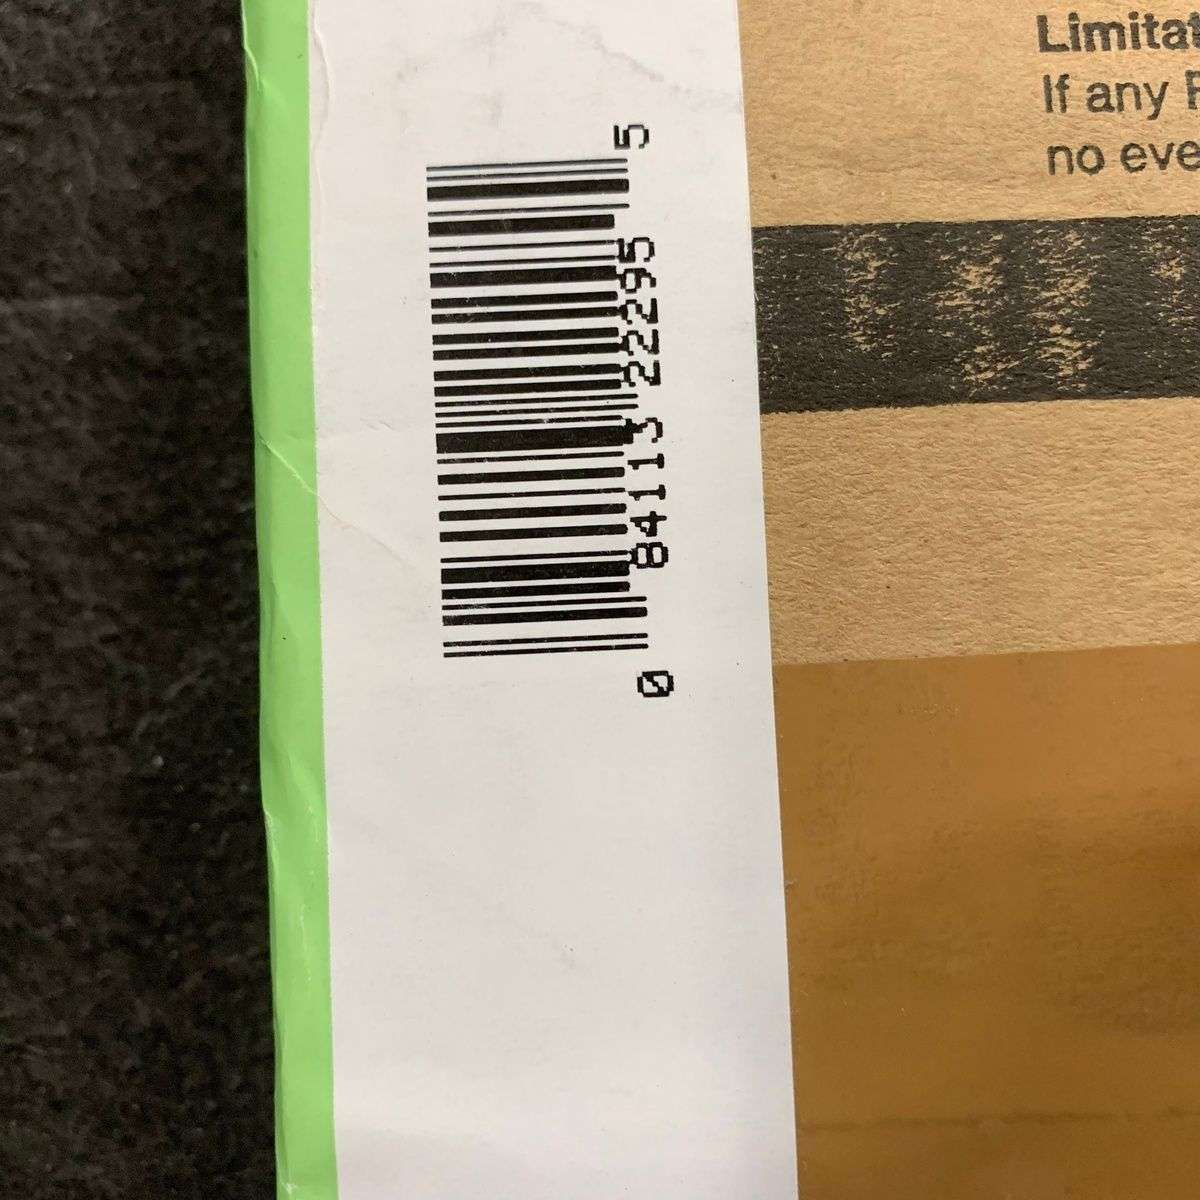 Limitat
If any
no eve
0 84113 22295 5